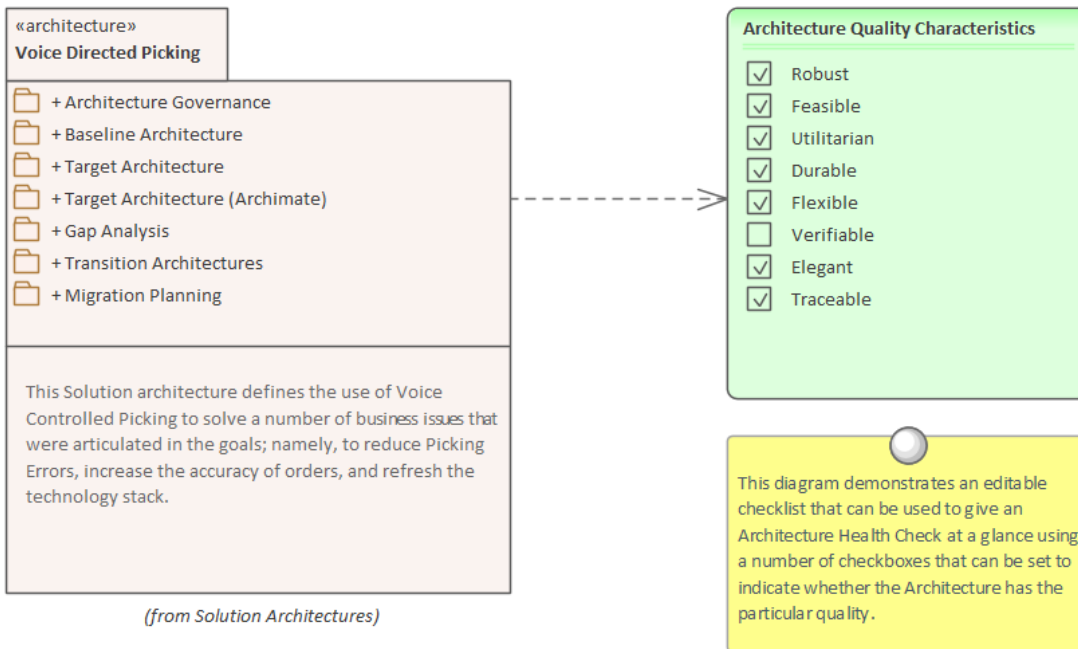 «architecture»
Voice Directed Picking
+ Architecture Governance
+ Baseline Architecture
+ Target Architecture
+ Target Architecture (Archimate)
+ Gap Analysis
+ Transition Architectures
+ Migration Planning
This Solution architecture defines the use of Voice
Controlled Picking to solve a number of business issues that
were articulated in the goals; namely, to reduce Picking
Errors, increase the accuracy of orders, and refresh the
technology stack.
(from Solution Architectures)
Architecture Quality Characteristics
Robust
Feasible
Utilitarian
Durable
Flexible
Verifiable
Elegant
Traceable
This diagram demonstrates an editable
checklist that can be used to give an
Architecture Health Check at a glance using
a number of checkboxes that can be set to
indicate whether the Architecture has the
particular quality.